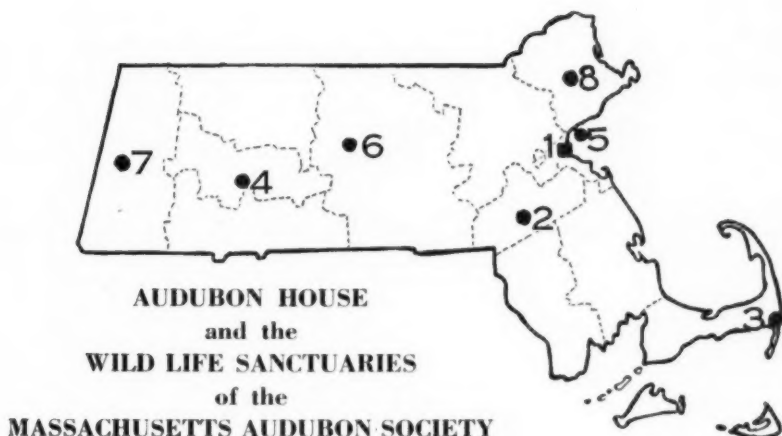 8
1
5
7
6
4
2
3
AUDUBON HOUSE
and the
WILD LIFE SANCTUARIES
of the
MASSACHUSETTS AUDUBON SOCIETY